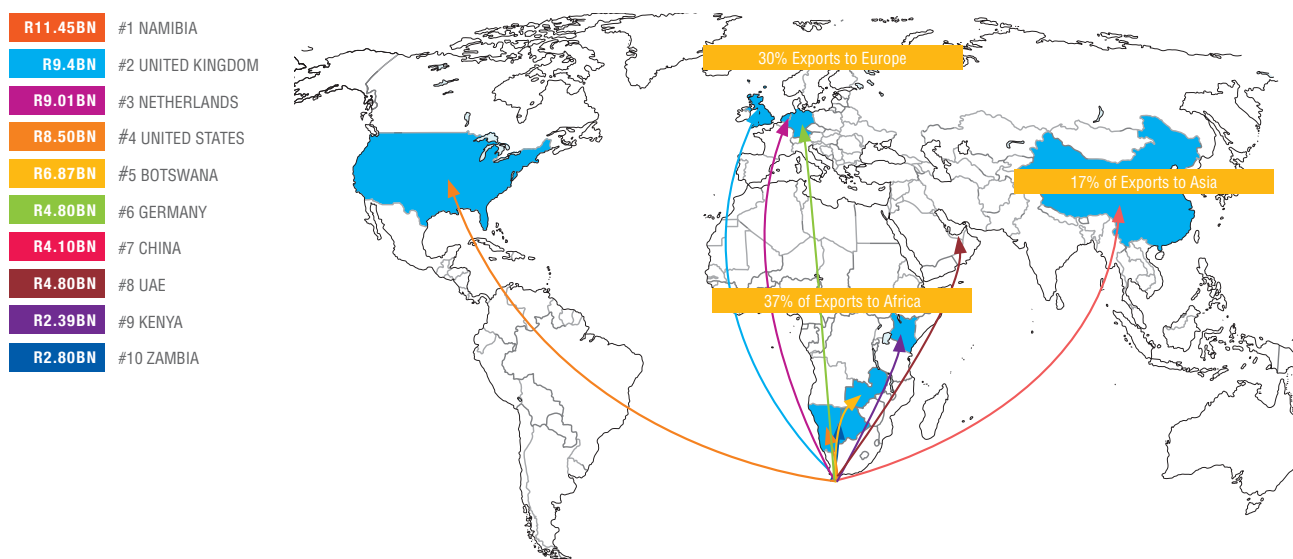 R11.45BN #1 NAMIBIA
R9.4BN #2 UNITED KINGDOM
R9.01BN #3 NETHERLANDS
R8.50BN #4 UNITED STATES
R6.87BN #5 BOTSWANA
R4.80BN #6 GERMANY
R4.10BN #7 CHINA
R4.80BN #8 UAE
R2.39BN #9 KENYA
R2.80BN #10 ZAMBIA
30% Exports to Europe
17% of Exports to Asia
37% of Exports to Africa